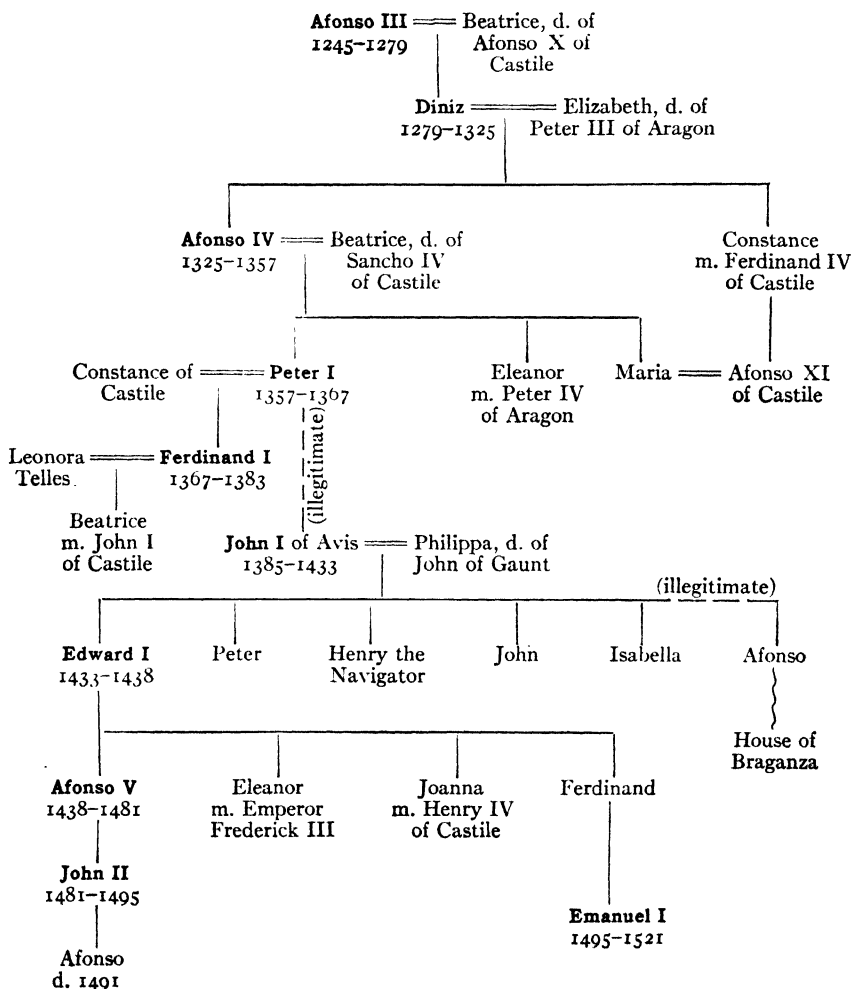 Afonso III
1245–1279
Beatrice, d. of
Afonso X of
Castile
Diniz
1279–1325
Elizabeth, d. of
Peter III of Aragon
Afonso IV
1325–1357
Beatrice, d. of
Sancho IV
of Castile
Constance
m. Ferdinand IV
of Castile
Constance of
Castile
Peter I
1357–1367
Eleanor
m. Peter IV
of Aragon
Maria
Afonso XI
of Castile
(illegitimate)
Leonora
Telles
Ferdinand I
1367–1383
Beatrice
m. John I
of Castile
John I of Avis
1385–1433
Philippa, d. of
John of Gaunt
(illegitimate)
Edward I
1433–1438
Peter
Henry the
Navigator
John
Isabella
Afonso
House of
Braganza
Afonso V
1438–1481
Eleanor
m. Emperor
Frederick III
Joanna
m. Henry IV
of Castile
Ferdinand
John II
1481–1495
Emanuel I
1495–1521
Afonso
d. 1491